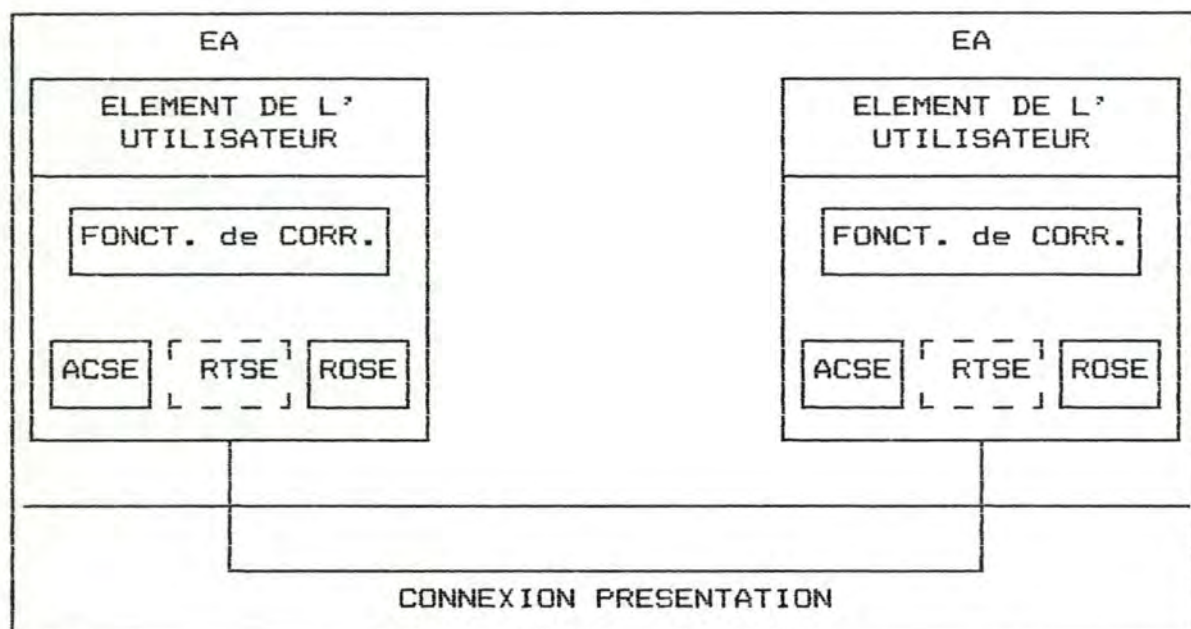 EA EA
ELEMENT DE L' ELEMENT DE L'
UTILISATEUR UTILISATEUR
FONCT. de CORR. FONCT. de CORR.
ACSE RTSE ROSE ACSE RTSE ROSE
CONNEXION PRESENTATION